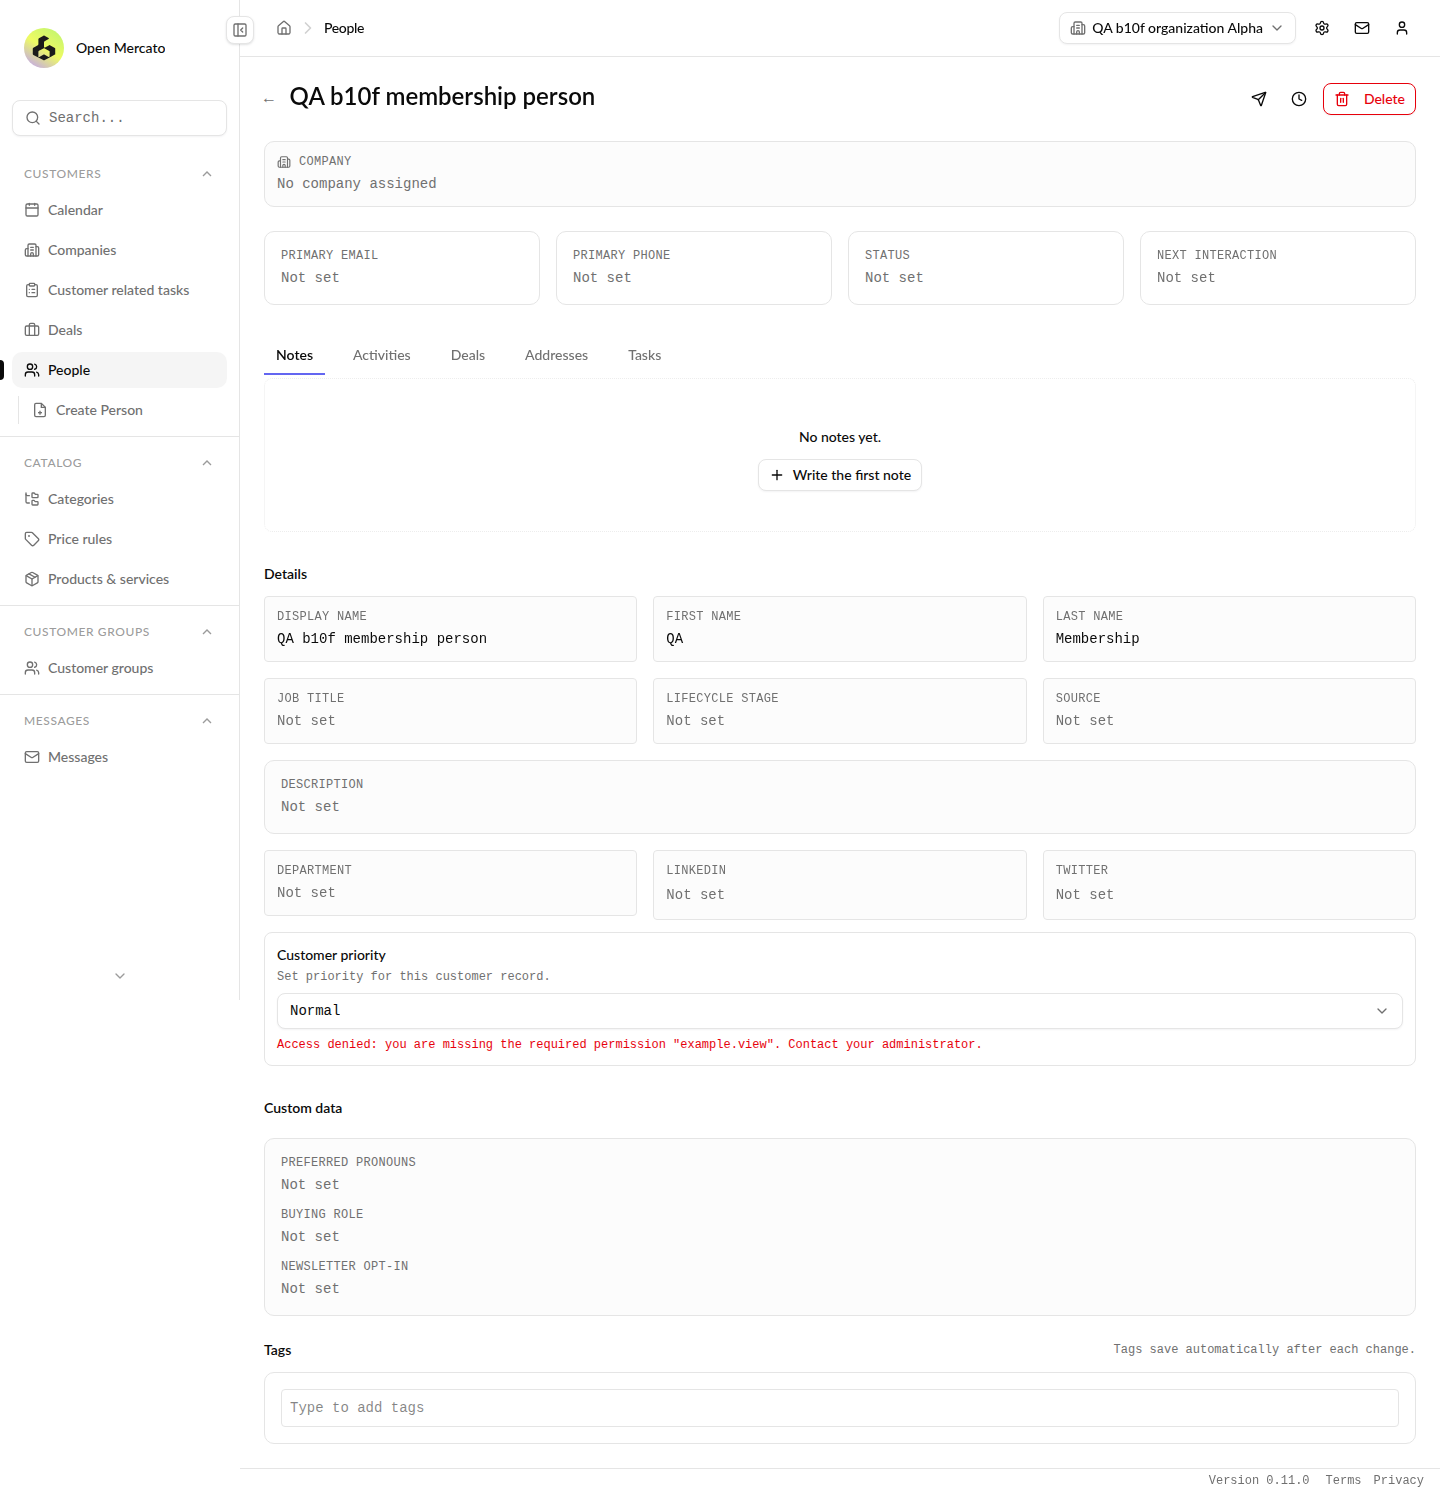 Open Mercato
People
QA b10f organization Alpha
Search...
CUSTOMERS
Calendar
Companies
Customer related tasks
Deals
People
Create Person
CATALOG
Categories
Price rules
Products & services
CUSTOMER GROUPS
Customer groups
MESSAGES
Messages
← QA b10f membership person
Delete
COMPANY
No company assigned
PRIMARY EMAIL
Not set
PRIMARY PHONE
Not set
STATUS
Not set
NEXT INTERACTION
Not set
Notes Activities Deals Addresses Tasks
No notes yet.
Write the first note
Details
DISPLAY NAME
QA b10f membership person
FIRST NAME
QA
LAST NAME
Membership
JOB TITLE
Not set
LIFECYCLE STAGE
Not set
SOURCE
Not set
DESCRIPTION
Not set
DEPARTMENT
Not set
LINKEDIN
Not set
TWITTER
Not set
Customer priority
Set priority for this customer record.
Normal
Access denied: you are missing the required permission "example.view". Contact your administrator.
Custom data
PREFERRED PRONOUNS
Not set
BUYING ROLE
Not set
NEWSLETTER OPT-IN
Not set
Tags
Tags save automatically after each change.
Type to add tags
Version 0.11.0 Terms Privacy